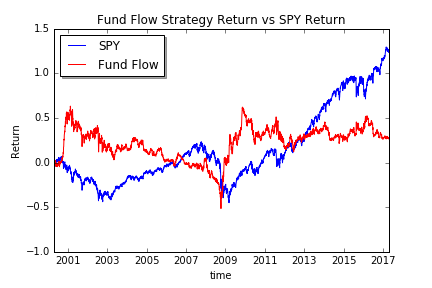 Fund Flow Strategy Return vs SPY Return
1.5
1.0
0.5
0.0
−0.5
−1.0
Return
SPY
Fund Flow
2001 2003 2005 2007 2009 2011 2013 2015 2017
time